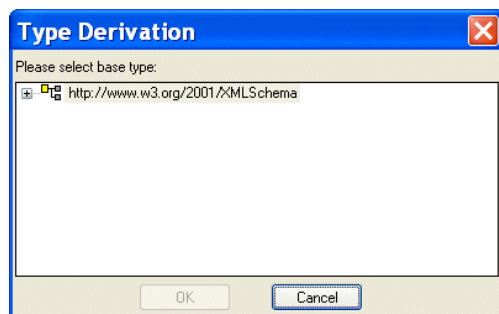 Type Derivation
Please select base type:
http://www.w3.org/2001/XMLSchema
OK Cancel